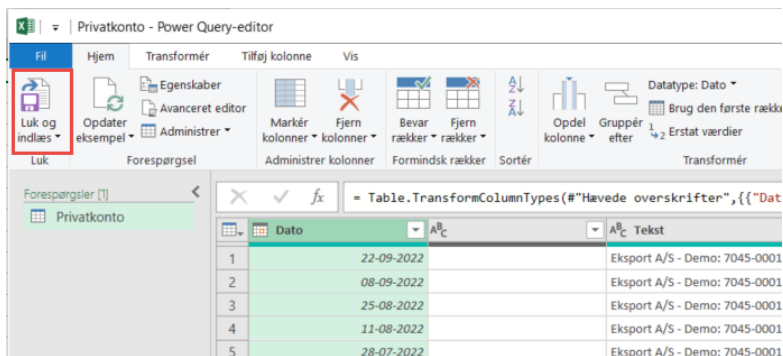 Privatkonto - Power Query-editor
Fil Hjem Transformér Tilføj kolonne Vis
Luk og indlæs
Luk
Opdater eksempel
Egenskaber
Avanceret editor
Administrer
Forespørgsel
Markér kolonner
Fjern kolonner
Administrer kolonner
Bevar rækker
Fjern rækker
Formindsk rækker
Sortér
Opdel kolonne
Gruppér efter
Datatype: Dato
Brug den første række
Erstat værdier
Transformér
Forespørgsler [1]
Privatkonto
fx = Table.TransformColumnTypes(#"Hævede overskrifter",{{"Dat
Dato ABC ABC Tekst
1 22-09-2022 Eksport A/S - Demo: 7045-0001
2 08-09-2022 Eksport A/S - Demo: 7045-0001
3 25-08-2022 Eksport A/S - Demo: 7045-0001
4 11-08-2022 Eksport A/S - Demo: 7045-0001
5 28-07-2022 Eksport A/S - Demo: 7045-0001